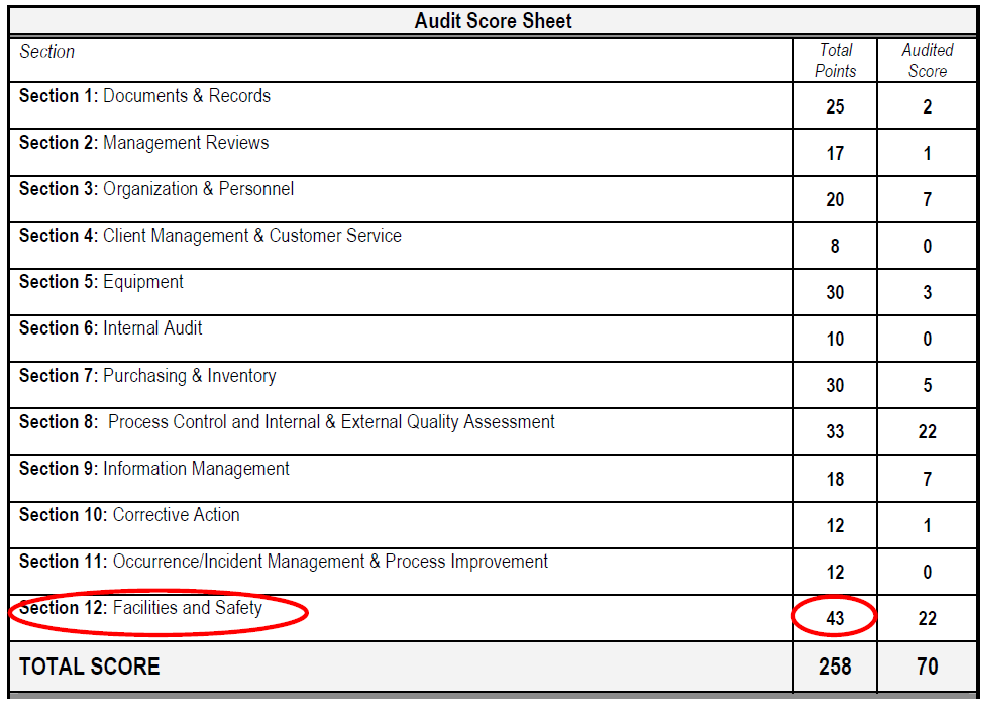 Audit Score Sheet
Section Total Points Audited Score
Section 1: Documents & Records 25 2
Section 2: Management Reviews 17 1
Section 3: Organization & Personnel 20 7
Section 4: Client Management & Customer Service 8 0
Section 5: Equipment 30 3
Section 6: Internal Audit 10 0
Section 7: Purchasing & Inventory 30 5
Section 8: Process Control and Internal & External Quality Assessment 33 22
Section 9: Information Management 18 7
Section 10: Corrective Action 12 1
Section 11: Occurrence/Incident Management & Process Improvement 12 0
Section 12: Facilities and Safety 43 22
TOTAL SCORE 258 70